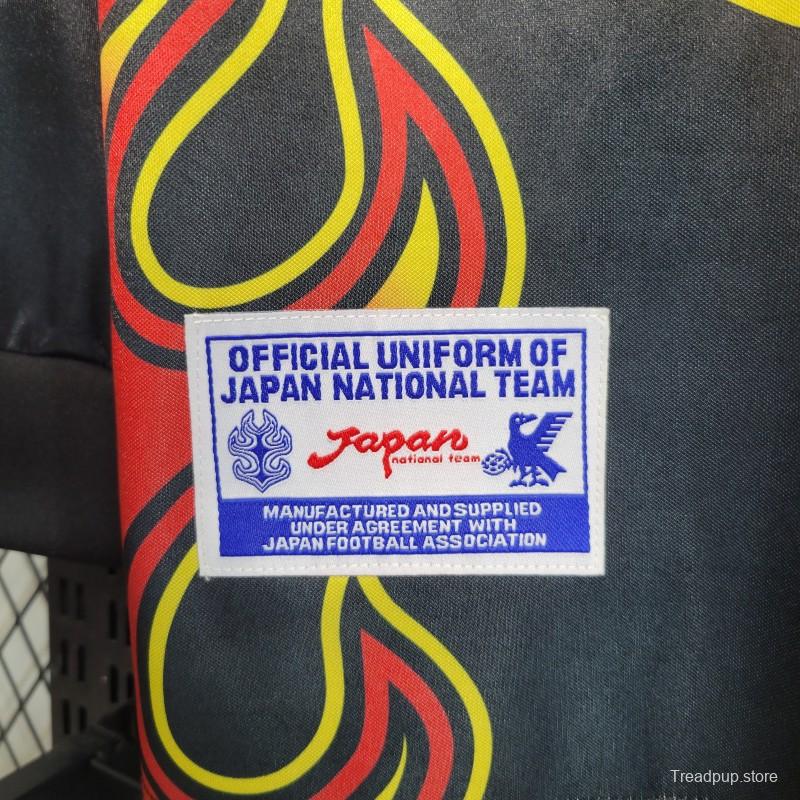 OFFICIAL UNIFORM OF
JAPAN NATIONAL TEAM
Japan
national team
MANUFACTURED AND SUPPLIED
UNDER AGREEMENT WITH
JAPAN FOOTBALL ASSOCIATION
Treadpup.store